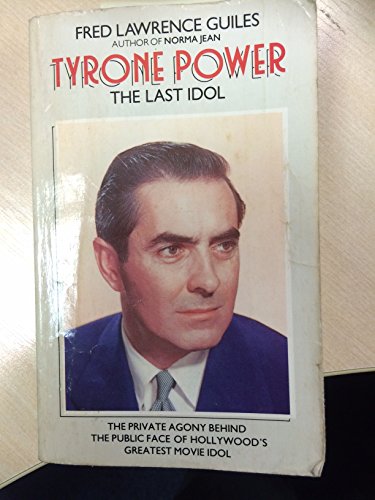 FRED LAWRENCE GUILES
AUTHOR OF NORMA JEAN
TYRONE POWER
THE LAST IDOL
THE PRIVATE AGONY BEHIND
THE PUBLIC FACE OF HOLLYWOOD'S
GREATEST MOVIE IDOL